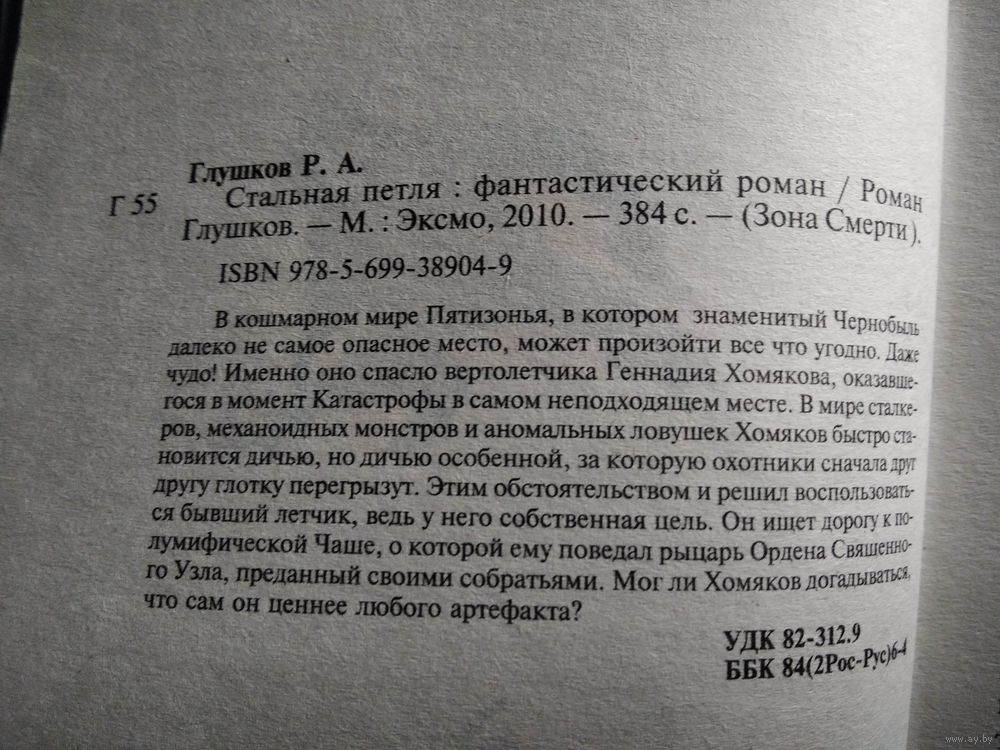 Глушков Р. А.
Г 55 Стальная петля : фантастический роман / Роман
Глушков. — М. : Эксмо, 2010. — 384 с. — (Зона Смерти).
ISBN 978-5-699-38904-9
В кошмарном мире Пятизонья, в котором знаменитый Чернобыль
далеко не самое опасное место, может произойти все что угодно. Даже
чудо! Именно оно спасло вертолетчика Геннадия Хомякова, оказавше-
гося в момент Катастрофы в самом неподходящем месте. В мире сталке-
ров, механоидных монстров и аномальных ловушек Хомяков быстро ста-
новится дичью, но дичью особенной, за которую охотники сначала друг
другу глотку перегрызут. Этим обстоятельством и решил воспользовать-
ся бывший летчик, ведь у него собственная цель. Он ищет дорогу к по-
лумифической Чаше, о которой ему поведал рыцарь Ордена Священно-
го Узла, преданный своими собратьями. Мог ли Хомяков догадываться,
что сам он ценнее любого артефакта?
УДК 82-312.9
ББК 84(2Рос-Рус)6-4
www.ay.by